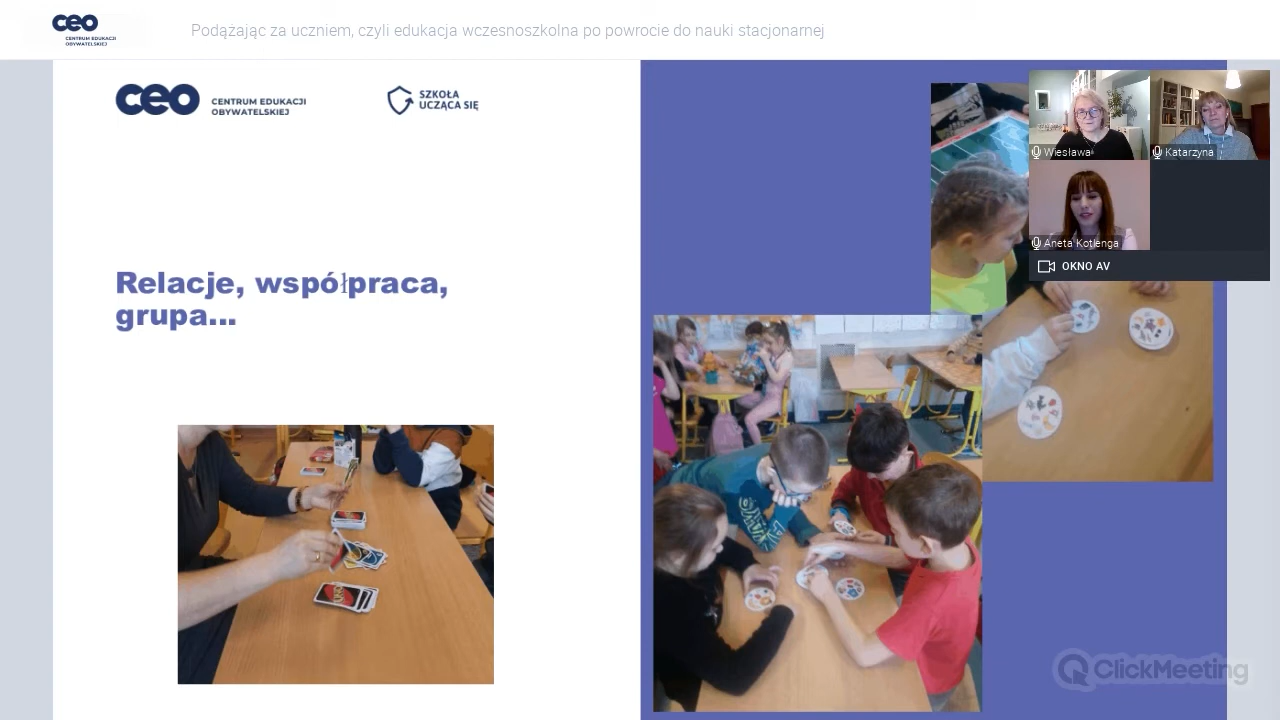 ceo
CENTRUM EDUKACJI
OBYWATELSKIEJ
Podążając za uczniem, czyli edukacja wczesnoszkolna po powrocie do nauki stacjonarnej
ceo
CENTRUM EDUKACJI
OBYWATELSKIEJ
SZKOŁA
UCZĄCA SIĘ
Wiesława
Katarzyna
Aneta Kotlenga
OKNO AV
Relacje, współpraca,
grupa...
UNO
ClickMeeting